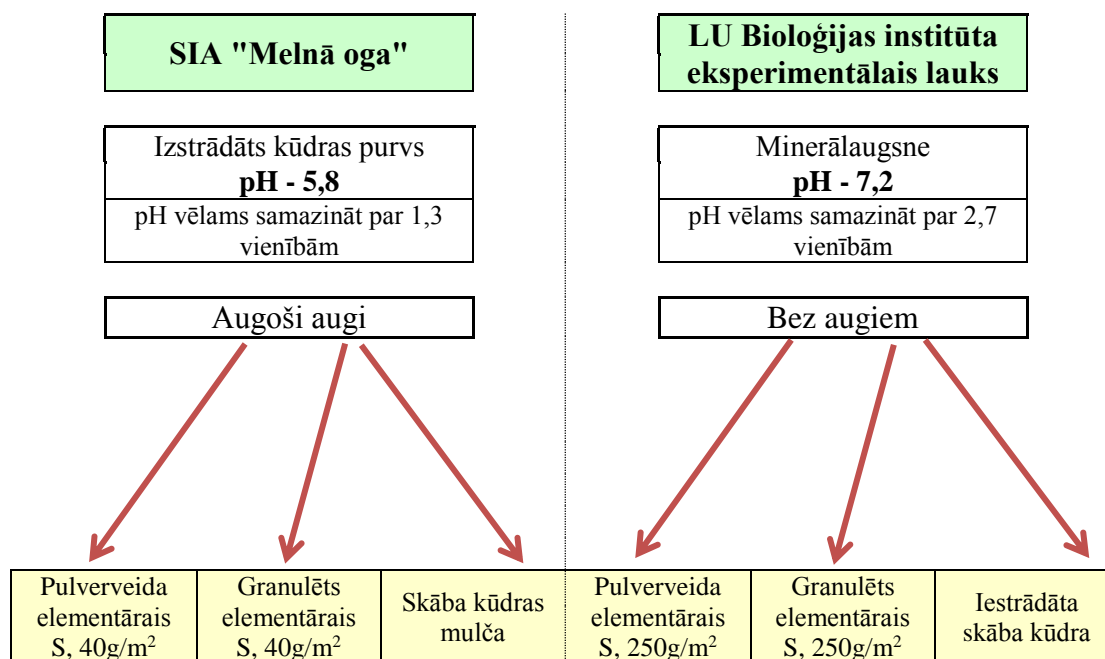 SIA "Melnā oga"
Izstrādāts kūdras purvs
pH - 5,8
pH vēlams samazināt par 1,3
vienībām
Augoši augi
Pulverveida
elementārais
S, 40g/m²
Granulēts
elementārais
S, 40g/m²
Skāba kūdras
mulča
LU Bioloģijas institūta
eksperimentālais lauks
Minerālaugsne
pH - 7,2
pH vēlams samazināt par 2,7
vienībām
Bez augiem
Pulverveida
elementārais
S, 250g/m²
Granulēts
elementārais
S, 250g/m²
Iestrādāta
skāba kūdra